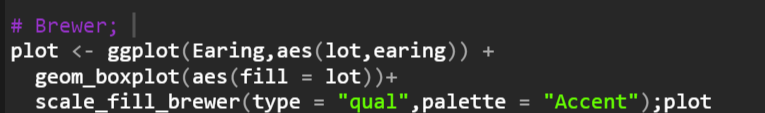 # Brewer;
plot <- ggplot(Earing,aes(lot,earing)) +
  geom_boxplot(aes(fill = lot))+
  scale_fill_brewer(type = "qual",palette = "Accent");plot